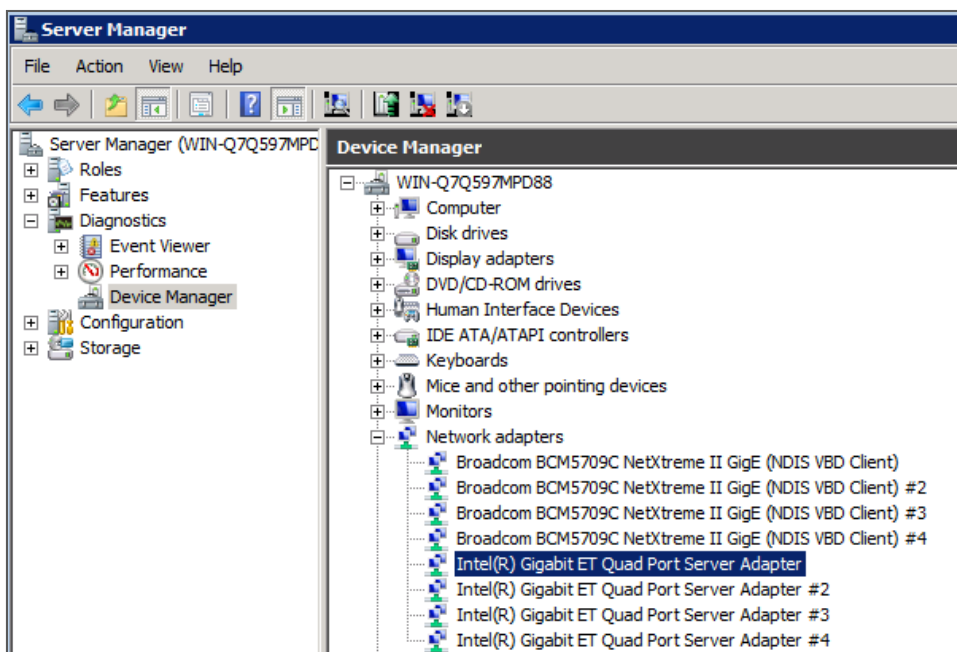 Server Manager
File Action View Help
Server Manager (WIN-Q7Q597MPD
Roles
Features
Diagnostics
Event Viewer
Performance
Device Manager
Configuration
Storage
Device Manager
WIN-Q7Q597MPD88
Computer
Disk drives
Display adapters
DVD/CD-ROM drives
Human Interface Devices
IDE ATA/ATAPI controllers
Keyboards
Mice and other pointing devices
Monitors
Network adapters
Broadcom BCM5709C NetXtreme II GigE (NDIS VBD Client)
Broadcom BCM5709C NetXtreme II GigE (NDIS VBD Client) #2
Broadcom BCM5709C NetXtreme II GigE (NDIS VBD Client) #3
Broadcom BCM5709C NetXtreme II GigE (NDIS VBD Client) #4
Intel(R) Gigabit ET Quad Port Server Adapter
Intel(R) Gigabit ET Quad Port Server Adapter #2
Intel(R) Gigabit ET Quad Port Server Adapter #3
Intel(R) Gigabit ET Quad Port Server Adapter #4